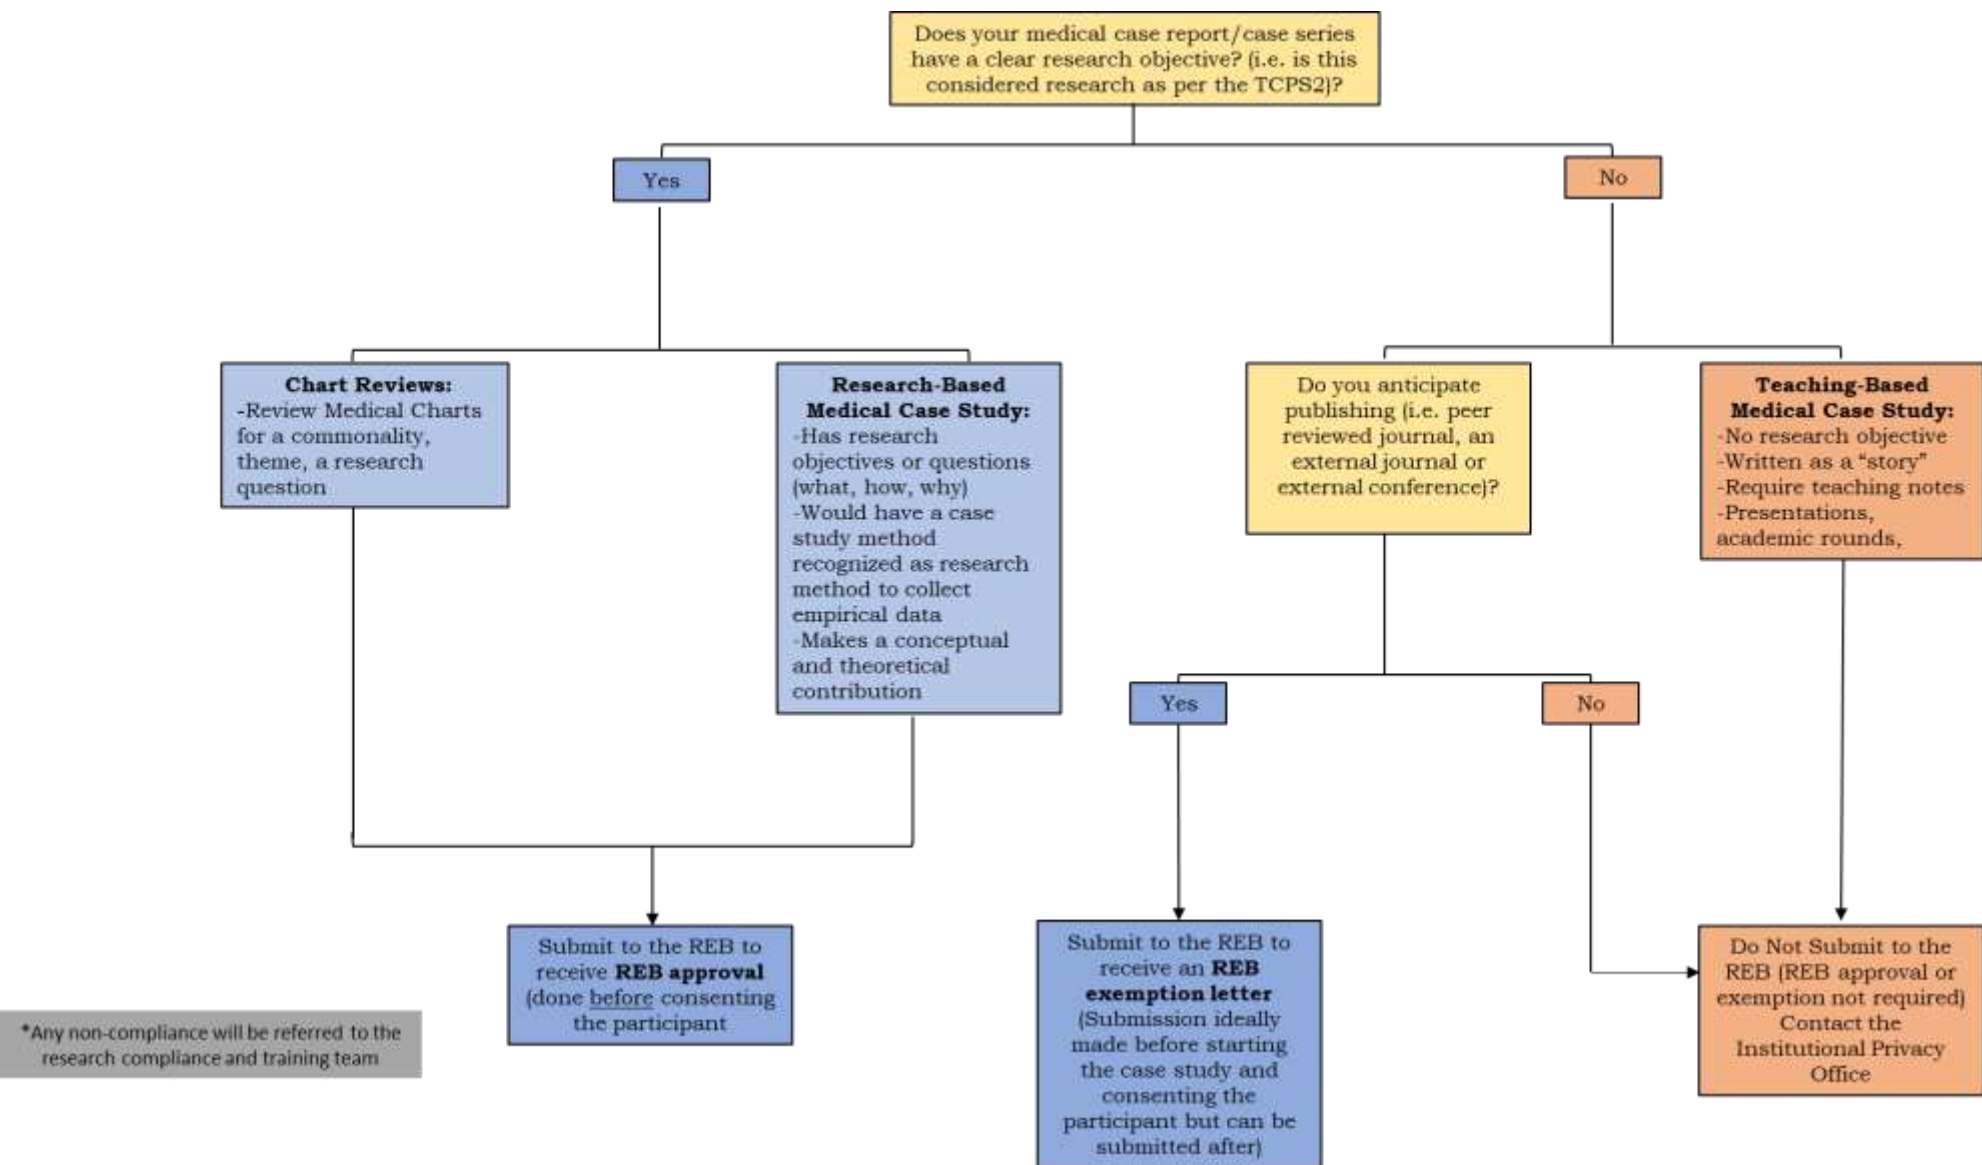 Does your medical case report/case series
have a clear research objective? (i.e. is this
considered research as per the TCPS2)?
Yes
No
Chart Reviews:
-Review Medical Charts
for a commonality,
theme, a research
question
Research-Based
Medical Case Study:
-Has research
objectives or questions
(what, how, why)
-Would have a case
study method
recognized as research
method to collect
empirical data
-Makes a conceptual
and theoretical
contribution
Do you anticipate
publishing (i.e. peer
reviewed journal, an
external journal or
external conference)?
Teaching-Based
Medical Case Study:
-No research objective
-Written as a “story”
-Require teaching notes
-Presentations,
academic rounds,
Yes
No
Submit to the REB to
receive REB approval
(done before consenting
the participant
Submit to the REB to
receive an REB
exemption letter
(Submission ideally
made before starting
the case study and
consenting the
participant but can be
submitted after)
Do Not Submit to the
REB (REB approval or
exemption not required)
Contact the
Institutional Privacy
Office
*Any non-compliance will be referred to the
research compliance and training team